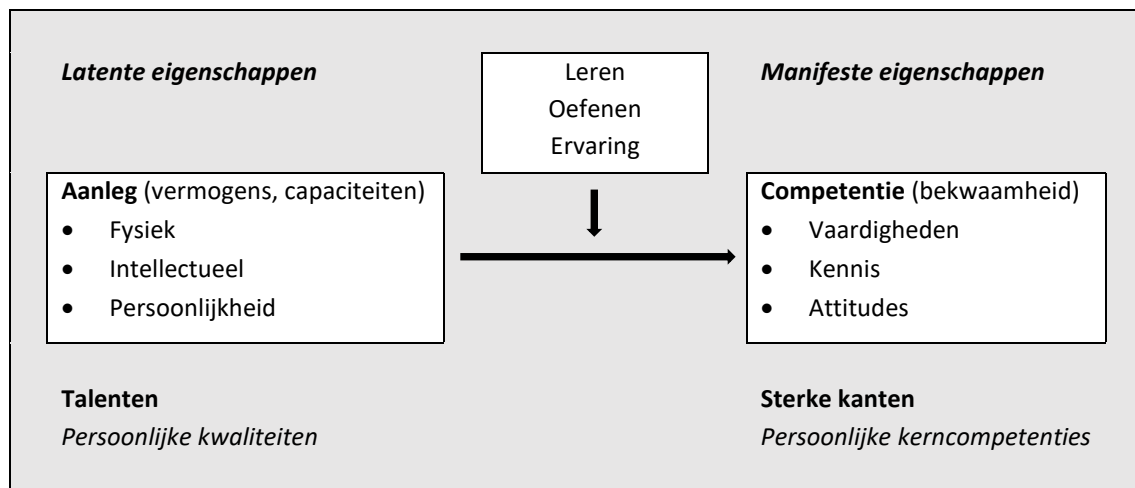 Latente eigenschappen
Leren
Oefenen
Ervaring
Manifeste eigenschappen
Aanleg (vermogens, capaciteiten)
• Fysiek
• Intellectueel
• Persoonlijkheid
Competentie (bekwaamheid)
• Vaardigheden
• Kennis
• Attitudes
Talenten
Persoonlijke kwaliteiten
Sterke kanten
Persoonlijke kerncompetenties